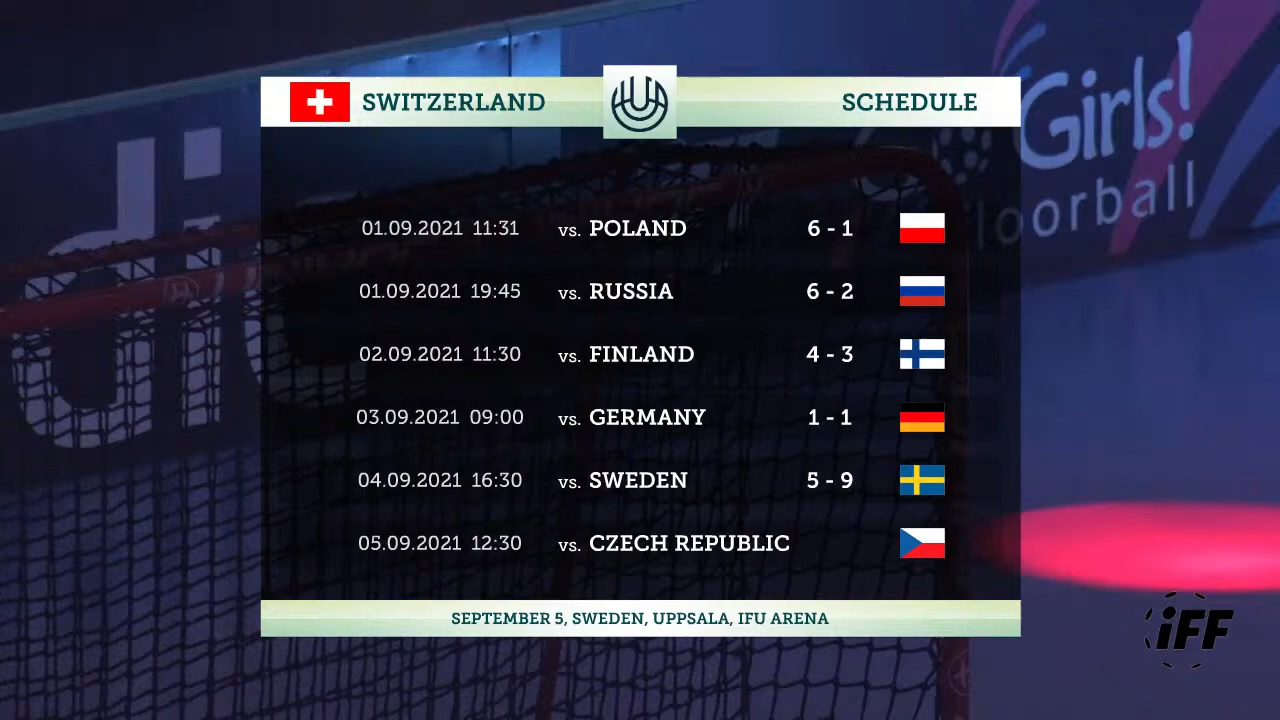 SWITZERLAND SCHEDULE
01.09.2021 11:31 vs. POLAND 6 - 1
01.09.2021 19:45 vs. RUSSIA 6 - 2
02.09.2021 11:30 vs. FINLAND 4 - 3
03.09.2021 09:00 vs. GERMANY 1 - 1
04.09.2021 16:30 vs. SWEDEN 5 - 9
05.09.2021 12:30 vs. CZECH REPUBLIC
SEPTEMBER 5, SWEDEN, UPPSALA, IFU ARENA
Girls!
floorball
iFF